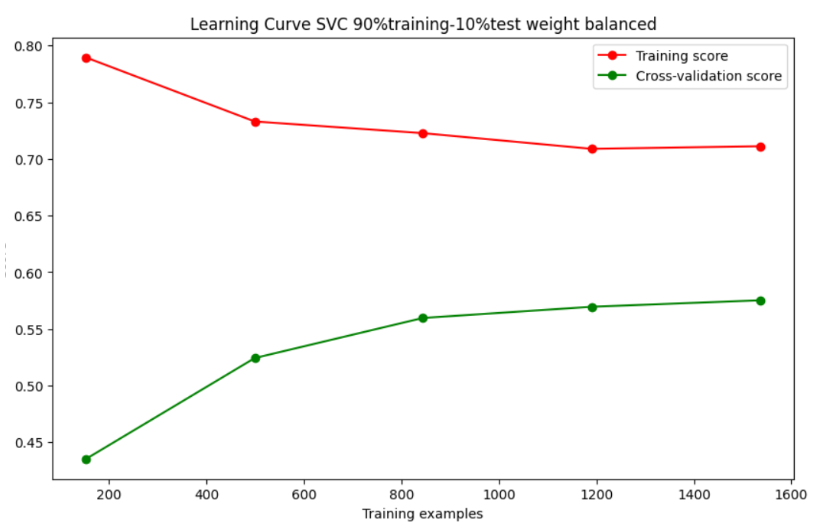 Learning Curve SVC 90%training-10%test weight balanced
Training score
Cross-validation score
0.80
0.75
0.70
0.65
0.60
0.55
0.50
0.45
200 400 600 800 1000 1200 1400 1600
Training examples